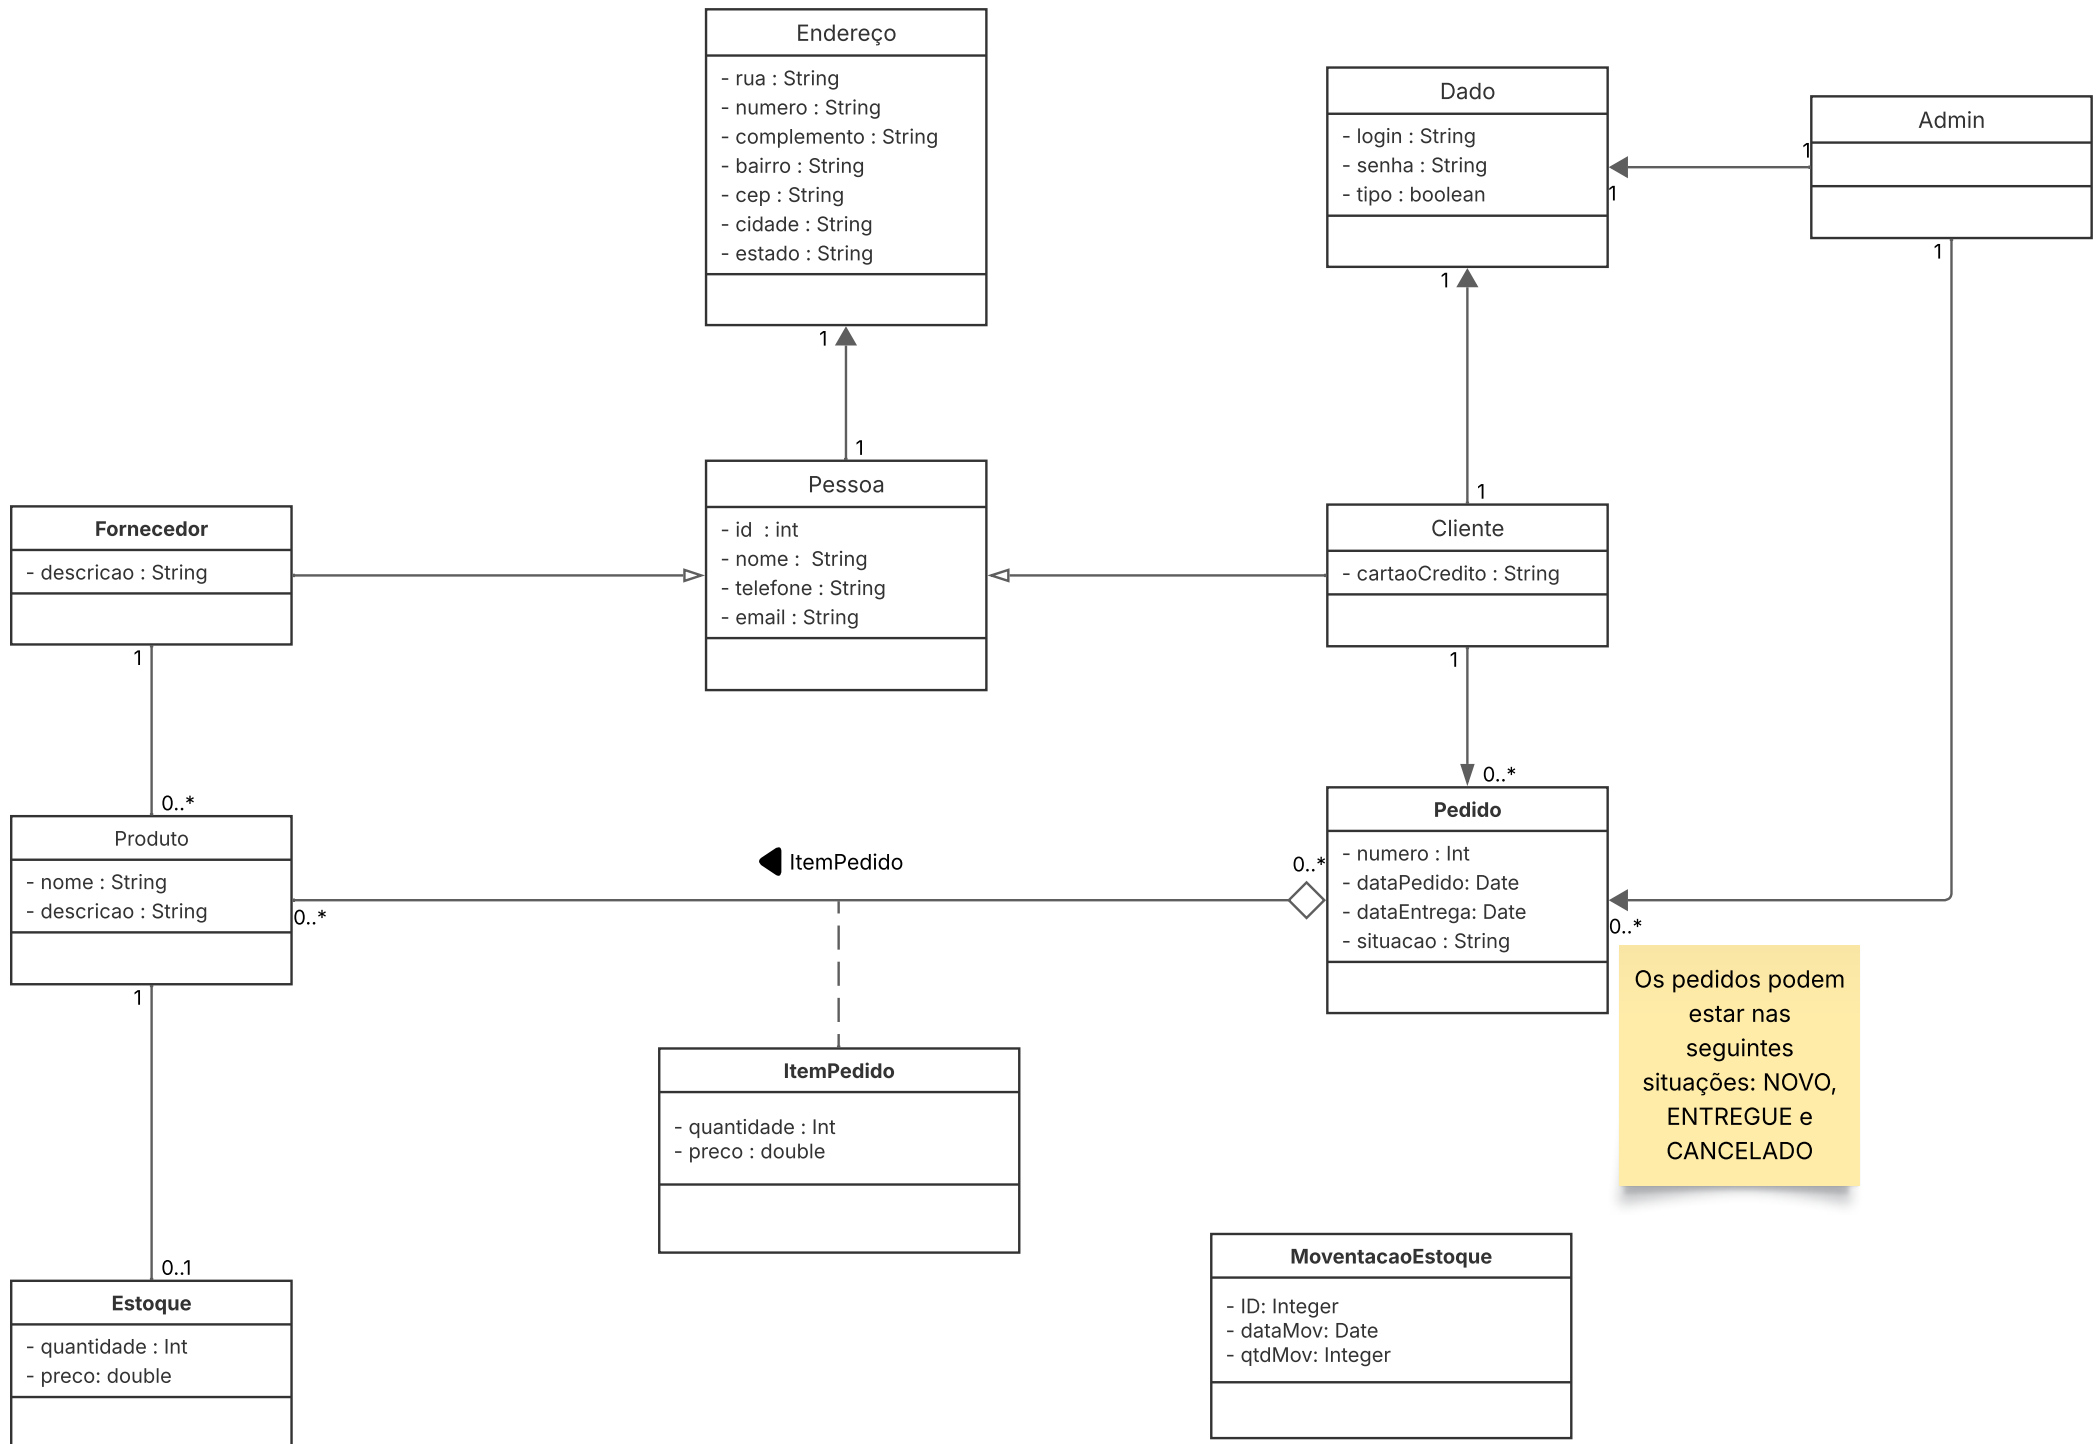 Endereço
- rua : String
- numero : String
- complemento : String
- bairro : String
- cep : String
- cidade : String
- estado : String
1
1
Dado
- login : String
- senha : String
- tipo : boolean
1
1
1
1
Admin
1
Pessoa
- id  : int
- nome :  String
- telefone : String
- email : String
Fornecedor
- descricao : String
1
0..*
Cliente
- cartaoCredito : String
1
0..*
Produto
- nome : String
- descricao : String
0..*
1
0..1
ItemPedido
0..*
Pedido
- numero : Int
- dataPedido: Date
- dataEntrega: Date
- situacao : String
0..*
Os pedidos podem
estar nas
seguintes
situações: NOVO,
ENTREGUE e
CANCELADO
ItemPedido
- quantidade : Int
- preco : double
Estoque
- quantidade : Int
- preco: double
MoventacaoEstoque
- ID: Integer
- dataMov: Date
- qtdMov: Integer